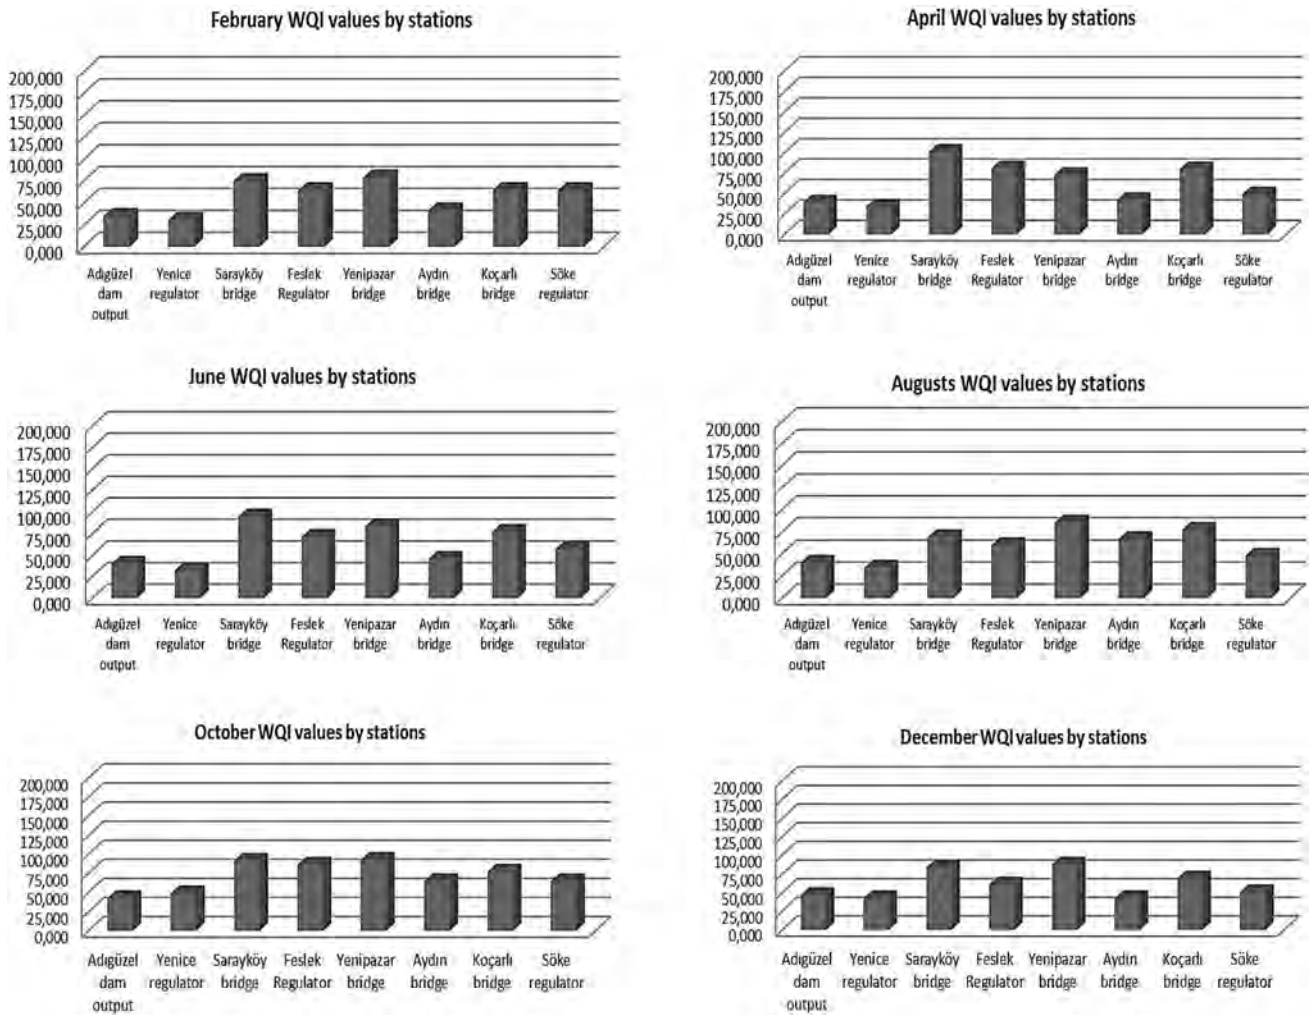 February WQI values by stations
200,000
175,000
150,000
125,000
100,000
75,000
50,000
25,000
0,000
Adıgüzel Yenice Sarayköy Feslek Yenipazar Aydın Koçarlı Söke
dam regulator bridge Regulator bridge bridge bridge regulator
output
April WQI values by stations
200,000
175,000
150,000
125,000
100,000
75,000
50,000
25,000
0,000
Adıgüzel Yenice Sarayköy Feslek Yenipazar Aydın Koçarlı Söke
dam regulator bridge Regulator bridge bridge bridge regulator
output
June WQI values by stations
200,000
175,000
150,000
125,000
100,000
75,000
50,000
25,000
0,000
Adıgüzel Yenice Sarayköy Feslek Yenipazar Aydın Koçarlı Söke
dam regulator bridge Regulator bridge bridge bridge regulator
output
Augusts WQI values by stations
200,000
175,000
150,000
125,000
100,000
75,000
50,000
25,000
0,000
Adıgüzel Yenice Sarayköy Feslek Yenipazar Aydın Koçarlı Söke
dam regulator bridge Regulator bridge bridge bridge regulator
output
October WQI values by stations
200,000
175,000
150,000
125,000
100,000
75,000
50,000
25,000
0,000
Adıgüzel Yenice Sarayköy Feslek Yenipazar Aydın Koçarlı Söke
dam regulator bridge Regulator bridge bridge bridge regulator
output
December WQI values by stations
200,000
175,000
150,000
125,000
100,000
75,000
50,000
25,000
0,000
Adıgüzel Yenice Sarayköy Feslek Yenipazar Aydın Koçarlı Söke
dam regulator bridge Regulator bridge bridge bridge regulator
output